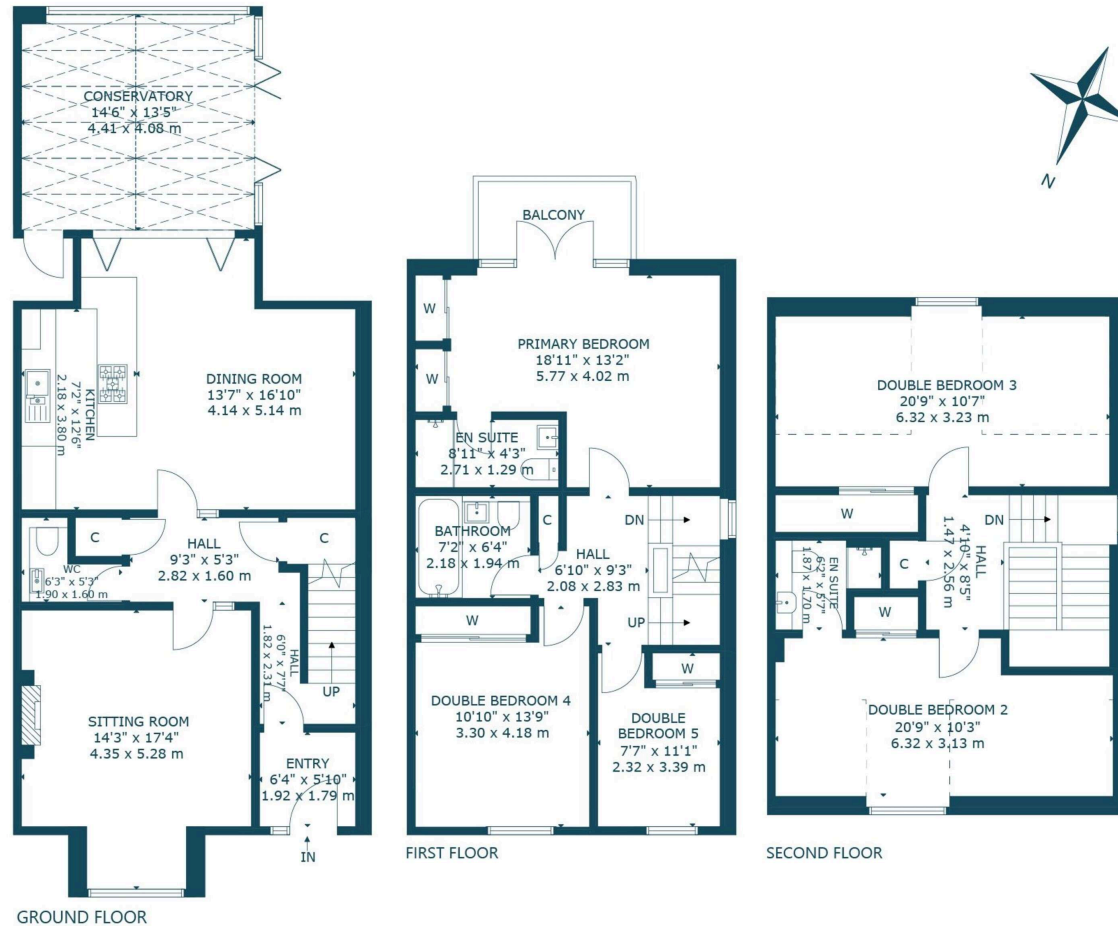 CONSERVATORY
14'6" x 13'5"
4.41 x 4.08 m
KITCHEN
7'2" x 12'6"
2.18 x 3.80 m
DINING ROOM
13'7" x 16'10"
4.14 x 5.14 m
C
HALL
9'3" x 5'3"
2.82 x 1.60 m
C
WC
6'3" x 5'3"
1.90 x 1.60 m
HALL
6'0" x 7'7"
1.82 x 2.31 m
UP
SITTING ROOM
14'3" x 17'4"
4.35 x 5.28 m
ENTRY
6'4" x 5'10"
1.92 x 1.79 m
IN
GROUND FLOOR
BALCONY
W
W
PRIMARY BEDROOM
18'11" x 13'2"
5.77 x 4.02 m
EN SUITE
8'11" x 4'3"
2.71 x 1.29 m
BATHROOM
7'2" x 6'4"
2.18 x 1.94 m
C
DN
HALL
6'10" x 9'3"
2.08 x 2.83 m
UP
W
W
DOUBLE BEDROOM 4
10'10" x 13'9"
3.30 x 4.18 m
DOUBLE
BEDROOM 5
7'7" x 11'1"
2.32 x 3.39 m
FIRST FLOOR
N
DOUBLE BEDROOM 3
20'9" x 10'7"
6.32 x 3.23 m
W
DN
HALL
4'10" x 8'5"
1.47 x 2.56 m
EN SUITE
6'2" x 5'7"
1.87 x 1.70 m
C
W
DOUBLE BEDROOM 2
20'9" x 10'3"
6.32 x 3.13 m
SECOND FLOOR